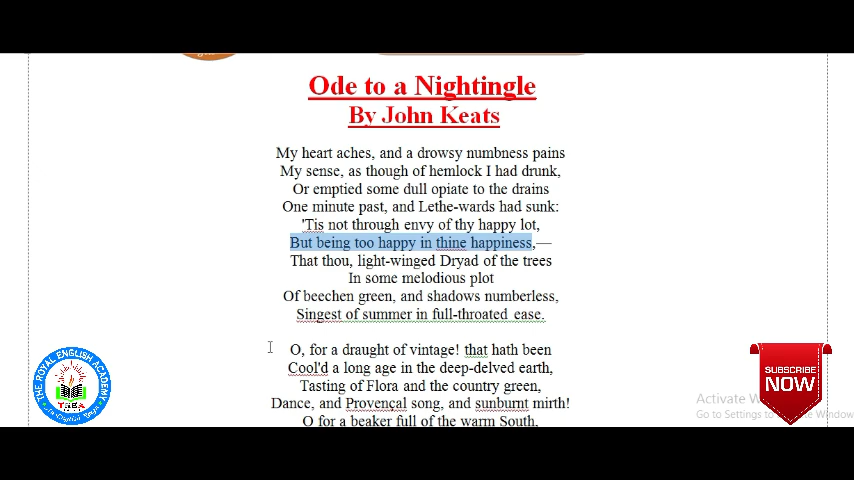 Ode to a Nightingle
By John Keats
My heart aches, and a drowsy numbness pains
My sense, as though of hemlock I had drunk,
Or emptied some dull opiate to the drains
One minute past, and Lethe-wards had sunk:
'Tis not through envy of thy happy lot,
But being too happy in thine happiness,—
That thou, light-winged Dryad of the trees
In some melodious plot
Of beechen green, and shadows numberless,
Singest of summer in full-throated ease.
O, for a draught of vintage! that hath been
Cool'd a long age in the deep-delved earth,
Tasting of Flora and the country green,
Dance, and Provençal song, and sunburnt mirth!
O for a beaker full of the warm South,
THE ROYAL ENGLISH ACADEMY
TREA
SUBSCRIBE
NOW
Activate W
Go to Settings to Window